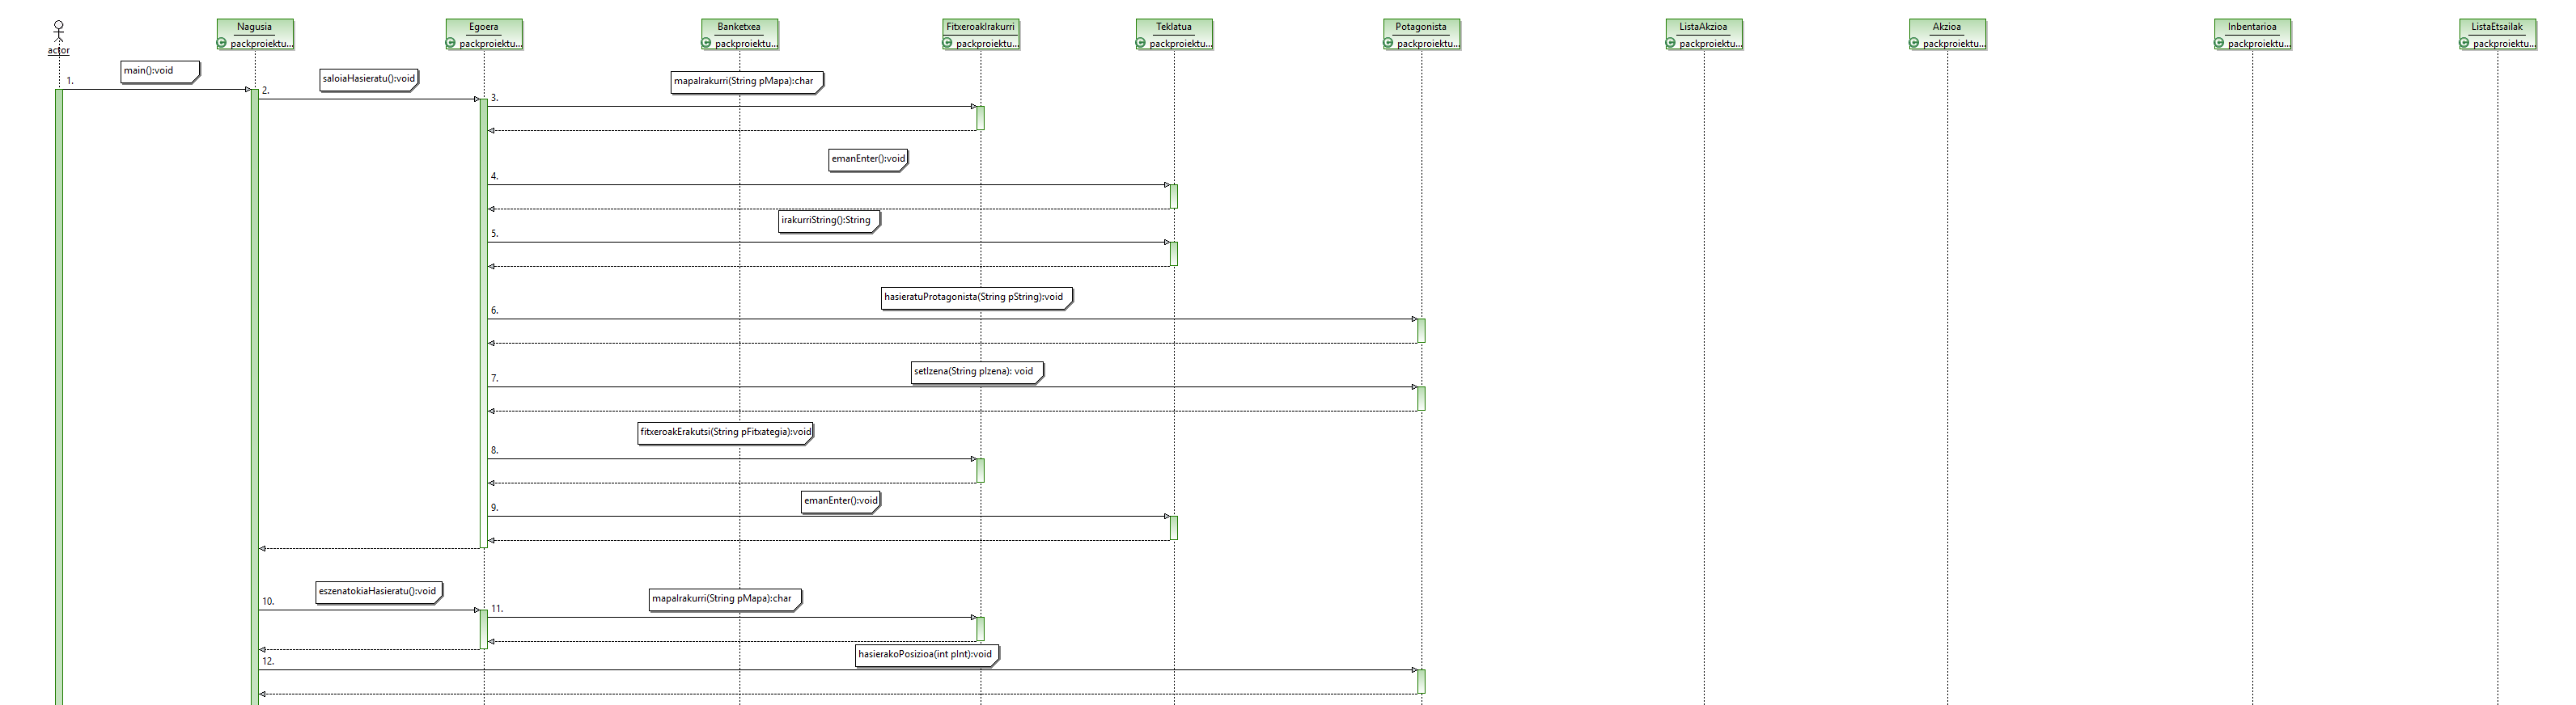 actor
Nagusia
packproiektu...
Egoera
packproiektu...
Banketxea
packproiektu...
FitxeroakIrakurri
packproiektu...
Teklatua
packproiektu...
Potagonista
packproiektu...
ListaAkzioa
packproiektu...
Akzioa
packproiektu...
Inbentarioa
packproiektu...
ListaEtsailak
packproiektu...
1.
main():void
2.
saloiaHasieratu():void
3.
mapaIrakurri(String pMapa):char
emanEnter():void
4.
irakurriString():String
5.
hasieratuProtagonista(String pString):void
6.
setIzena(String pIzena): void
7.
fitxeroakErakutsi(String pFitxategia):void
8.
emanEnter():void
9.
eszenatokiaHasieratu():void
10.
mapaIrakurri(String pMapa):char
11.
hasierakoPosizioa(int pInt):void
12.